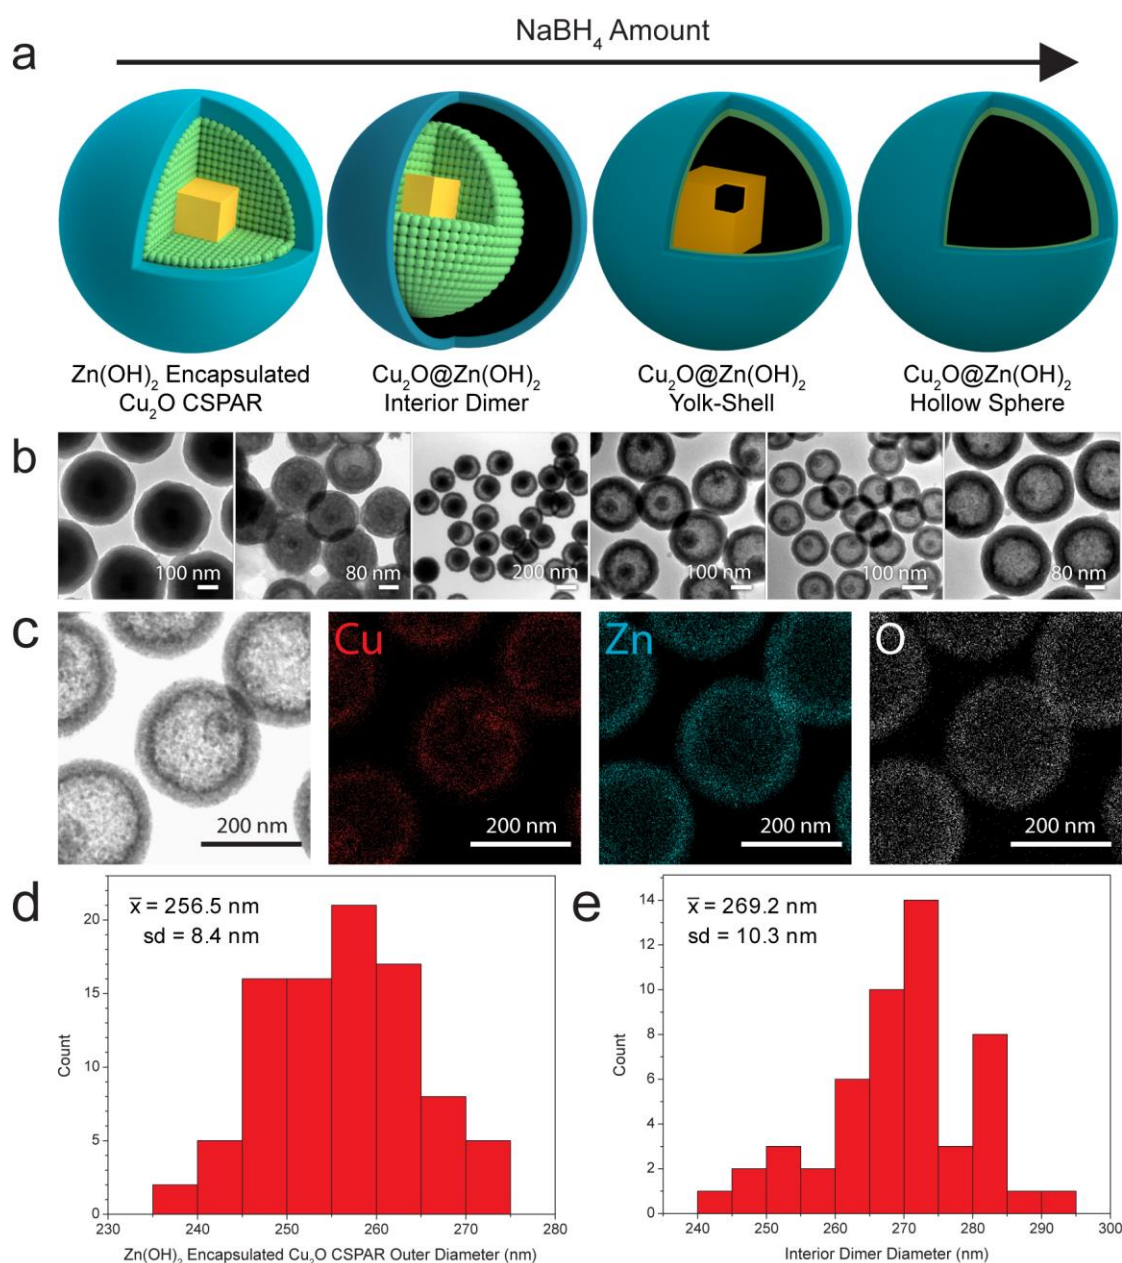 NaBH₄ Amount
a
Zn(OH)₂ Encapsulated
Cu₂O CSPAR
Cu₂O@Zn(OH)₂
Interior Dimer
Cu₂O@Zn(OH)₂
Yolk-Shell
Cu₂O@Zn(OH)₂
Hollow Sphere
b
100 nm
80 nm
200 nm
100 nm
100 nm
80 nm
c
200 nm
Cu
200 nm
Zn
200 nm
O
200 nm
d
x̅ = 256.5 nm
sd = 8.4 nm
Count
20
15
10
5
0
230
240
250
260
270
280
Zn(OH)₂ Encapsulated Cu₂O CSPAR Outer Diameter (nm)
e
x̅ = 269.2 nm
sd = 10.3 nm
Count
14
12
10
8
6
4
2
0
240
250
260
270
280
290
300
Interior Dimer Diameter (nm)